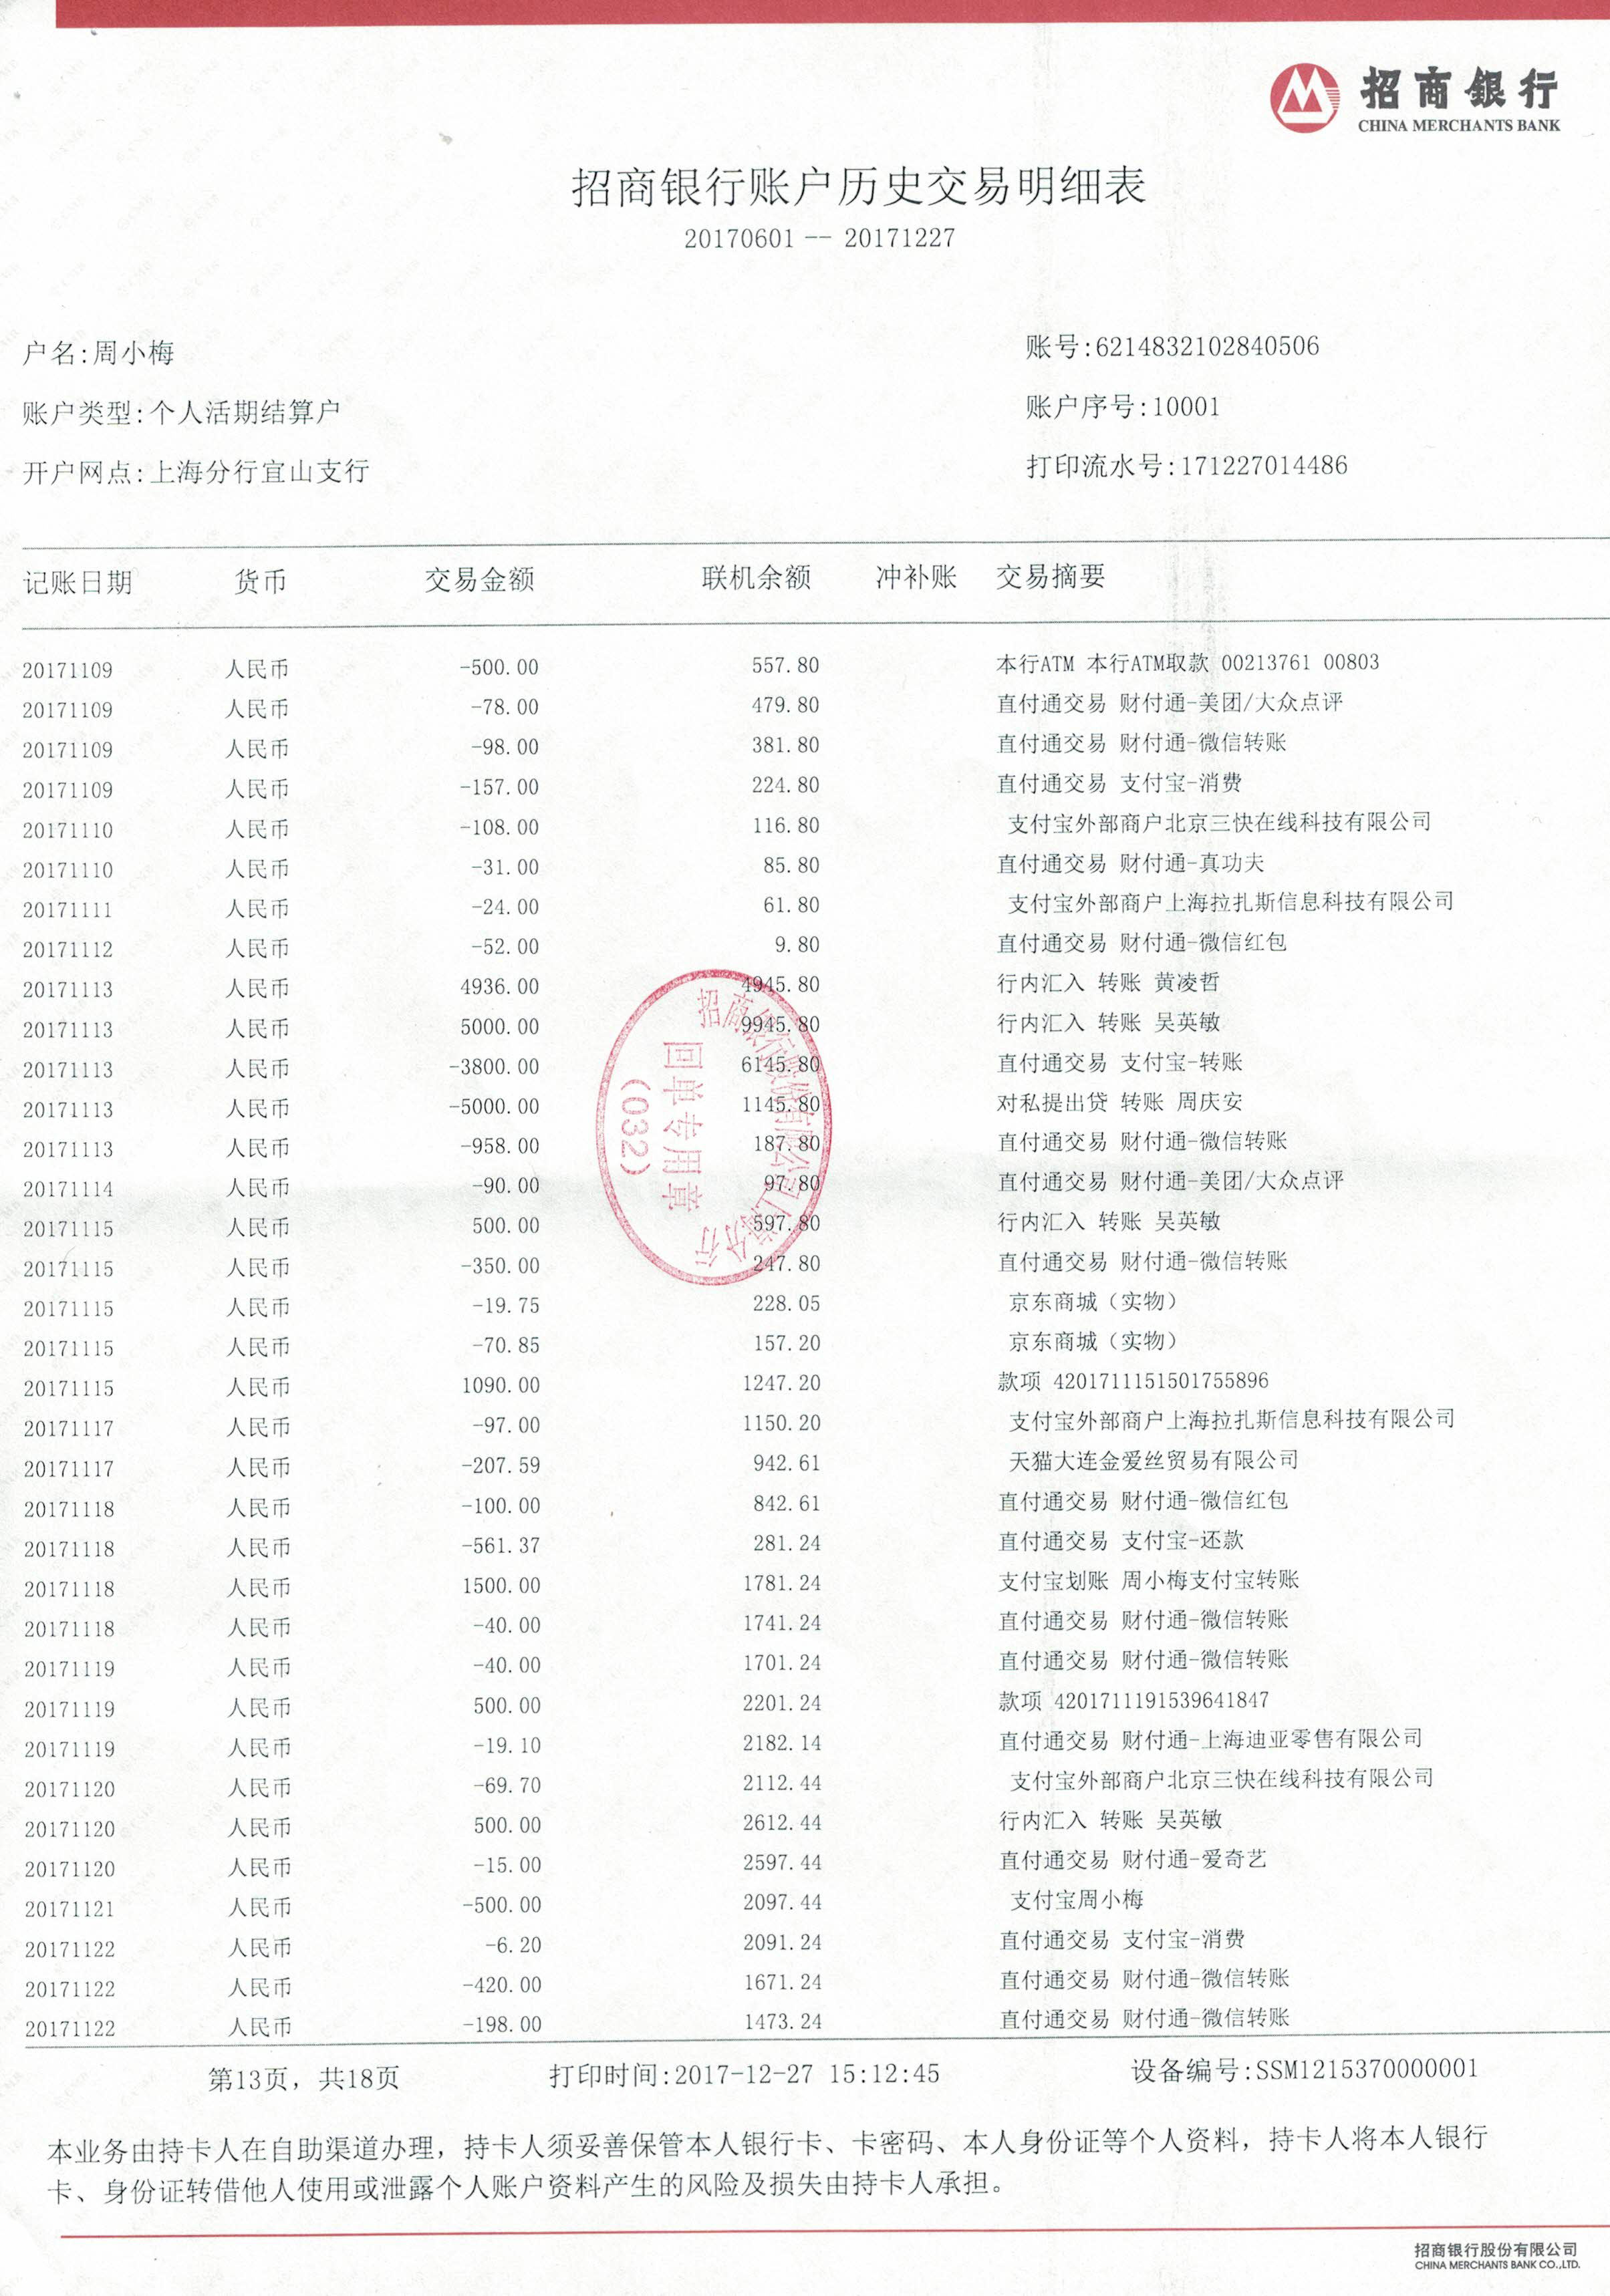 招商銀行
CHINA MERCHANTS BANK
招商银行账户历史交易明细表
20170601 -- 20171227
户名:周小梅 账号:6214832102840506
账户类型:个人活期结算户 账户序号:10001
开户网点:上海分行宜山支行 打印流水号:171227014486
记账日期 货币 交易金额 联机余额 冲补账 交易摘要
20171109 人民币 -500.00 557.80 本行ATM 本行ATM取款 00213761 00803
20171109 人民币 -78.00 479.80 直付通交易 财付通-美团/大众点评
20171109 人民币 -98.00 381.80 直付通交易 财付通-微信转账
20171109 人民币 -157.00 224.80 直付通交易 支付宝-消费
20171110 人民币 -108.00 116.80 支付宝外部商户北京三快在线科技有限公司
20171110 人民币 -31.00 85.80 直付通交易 财付通-真功夫
20171111 人民币 -24.00 61.80 支付宝外部商户上海拉扎斯信息科技有限公司
20171112 人民币 -52.00 9.80 直付通交易 财付通-微信红包
20171113 人民币 4936.00 4945.80 行内汇入 转账 黄凌哲
20171113 人民币 5000.00 9945.80 行内汇入 转账 吴英敏
20171113 人民币 -3800.00 6145.80 直付通交易 支付宝-转账
20171113 人民币 -5000.00 1145.80 对私提出贷 转账 周庆安
20171113 人民币 -958.00 187.80 直付通交易 财付通-微信转账
20171114 人民币 -90.00 97.80 直付通交易 财付通-美团/大众点评
20171115 人民币 500.00 597.80 行内汇入 转账 吴英敏
20171115 人民币 -350.00 247.80 直付通交易 财付通-微信转账
20171115 人民币 -19.75 228.05 京东商城（实物）
20171115 人民币 -70.85 157.20 京东商城（实物）
20171115 人民币 1090.00 1247.20 款项 4201711151501755896
20171117 人民币 -97.00 1150.20 支付宝外部商户上海拉扎斯信息科技有限公司
20171117 人民币 -207.59 942.61 天猫大连金爱丝贸易有限公司
20171118 人民币 -100.00 842.61 直付通交易 财付通-微信红包
20171118 人民币 -561.37 281.24 直付通交易 支付宝-还款
20171118 人民币 1500.00 1781.24 支付宝划账 周小梅支付宝转账
20171118 人民币 -40.00 1741.24 直付通交易 财付通-微信转账
20171119 人民币 -40.00 1701.24 直付通交易 财付通-微信转账
20171119 人民币 500.00 2201.24 款项 4201711191539641847
20171119 人民币 -19.10 2182.14 直付通交易 财付通-上海迪亚零售有限公司
20171120 人民币 -69.70 2112.44 支付宝外部商户北京三快在线科技有限公司
20171120 人民币 500.00 2612.44 行内汇入 转账 吴英敏
20171120 人民币 -15.00 2597.44 直付通交易 财付通-爱奇艺
20171121 人民币 -500.00 2097.44 支付宝周小梅
20171122 人民币 -6.20 2091.24 直付通交易 支付宝-消费
20171122 人民币 -420.00 1671.24 直付通交易 财付通-微信转账
20171122 人民币 -198.00 1473.24 直付通交易 财付通-微信转账
招商银行股份有限公司上海分行
回单专用章
(032)
第13页，共18页 打印时间:2017-12-27 15:12:45 设备编号:SSM1215370000001
本业务由持卡人在自助渠道办理，持卡人须妥善保管本人银行卡、卡密码、本人身份证等个人资料，持卡人将本人银行
卡、身份证转借他人使用或泄露个人账户资料产生的风险及损失由持卡人承担。
招商银行股份有限公司
CHINA MERCHANTS BANK CO.,LTD.